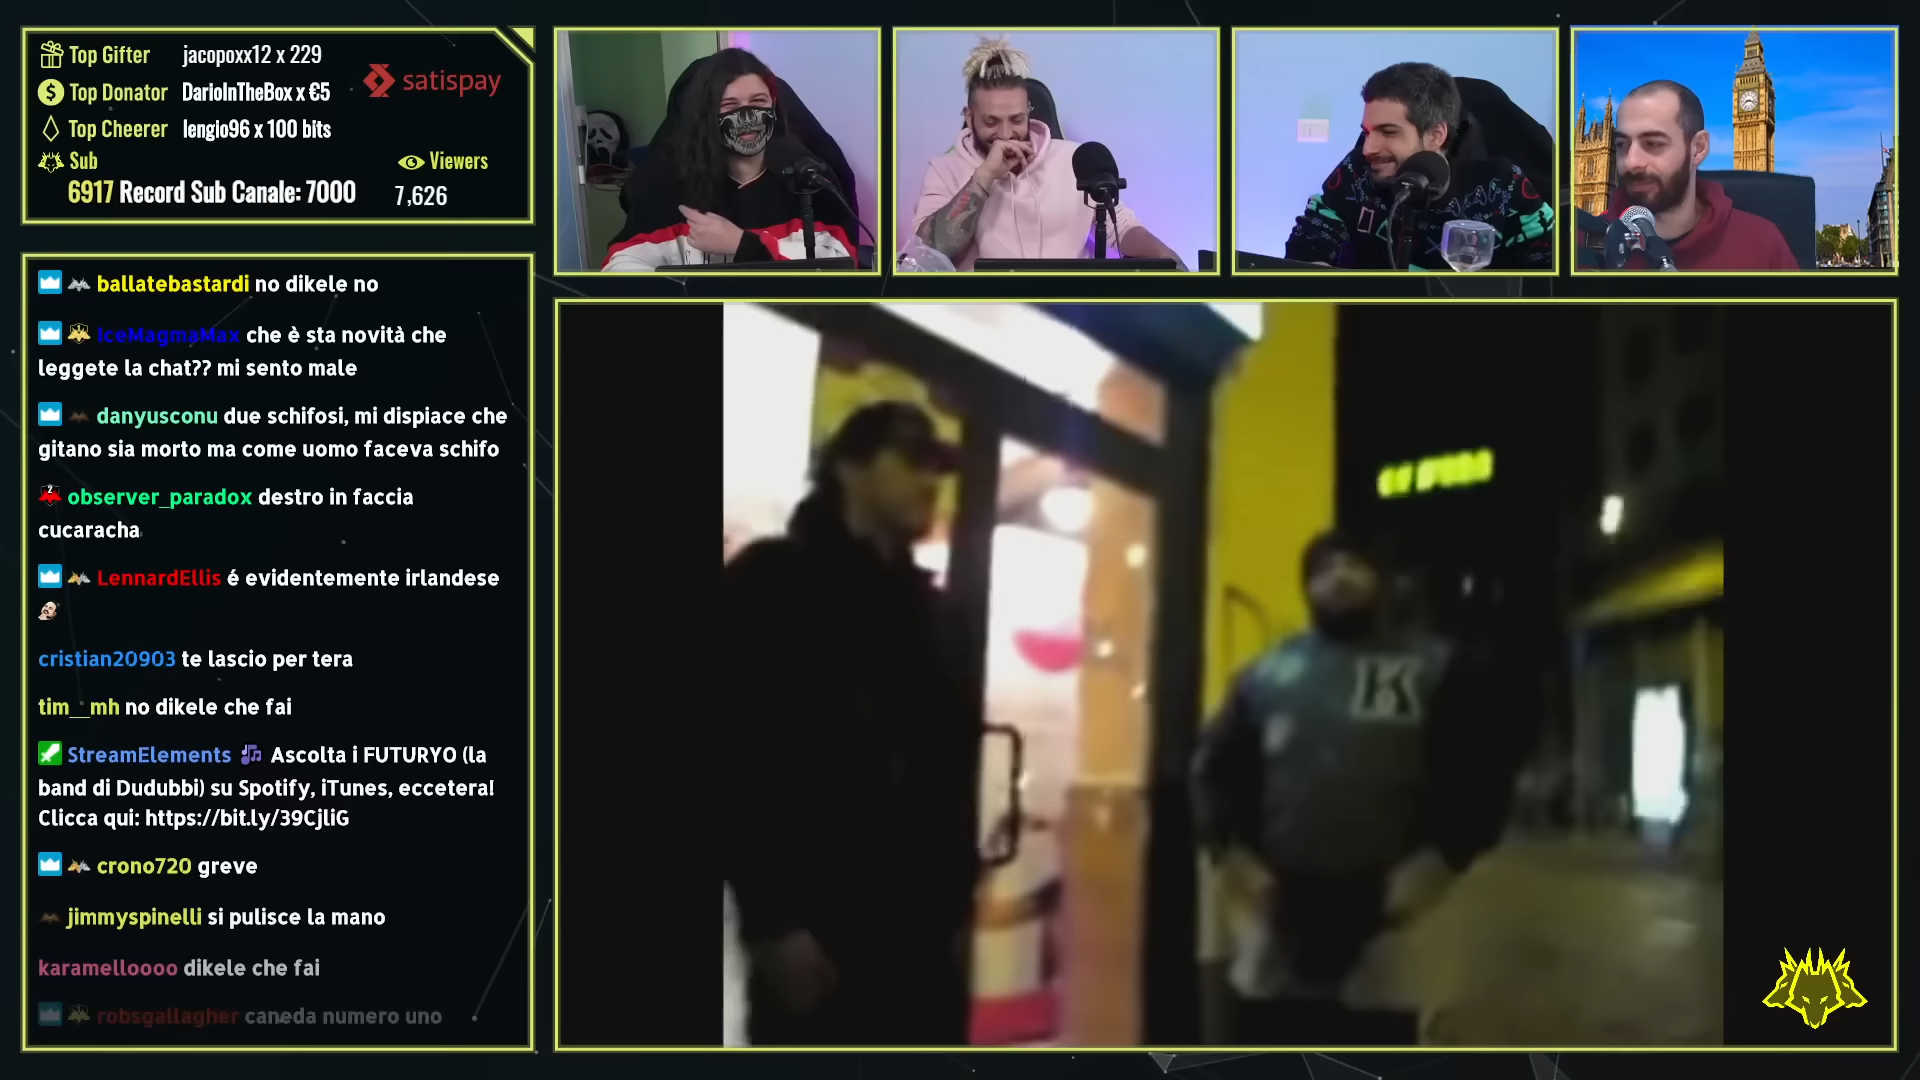 Top Gifter jacopoxx12 x 229
satispay
Top Donator DarioInTheBox x €5
Top Cheerer lengio96 x 100 bits
Sub
Viewers
6917 Record Sub Canale: 7000
7,626
ballatebastardi no dikele no
IceMagmaMax che è sta novità che
leggete la chat?? mi sento male
danyusconu due schifosi, mi dispiace che
gitano sia morto ma come uomo faceva schifo
observer_paradox destro in faccia
cucaracha
LennardEllis é evidentemente irlandese
cristian20903 te lascio per tera
tim__mh no dikele che fai
StreamElements Ascolta i FUTURYO (la
band di Dudubbi) su Spotify, iTunes, eccetera!
Clicca qui: https://bit.ly/39CjliG
crono720 greve
jimmyspinelli si pulisce la mano
karamelloooo dikele che fai
robsgallagher caneda numero uno
K